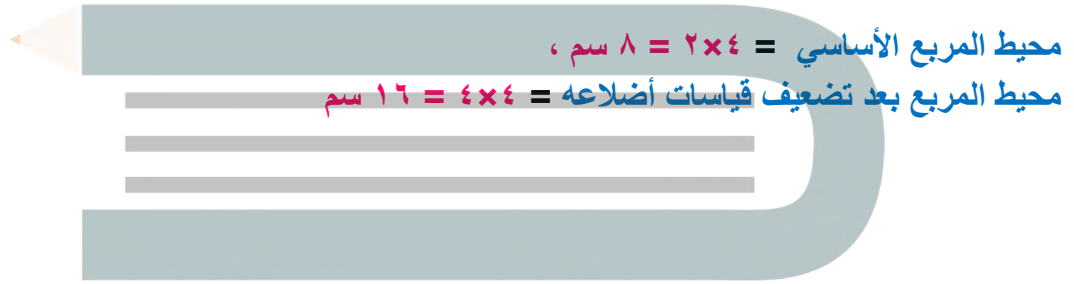 محيط المربع الأساسي = ٤×٢ = ٨ سم ،
محيط المربع بعد تضعيف قياسات أضلاعه = ٤×٤ = ١٦ سم